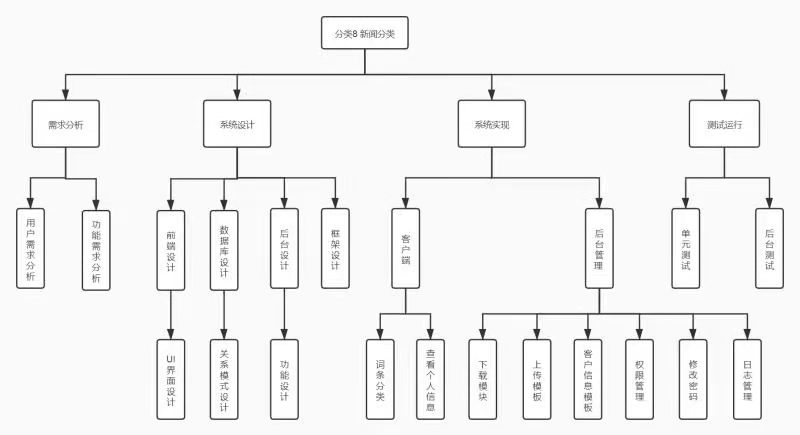 分类8 新闻分类
需求分析
系统设计
系统实现
测试运行
用户需求分析
功能需求分析
前端设计
数据库设计
后台设计
框架设计
客户端
后台管理
单元测试
后台测试
UI界面设计
关系模式设计
功能设计
词条分类
查看个人信息
下载模块
上传模板
客户信息模板
权限管理
修改密码
日志管理